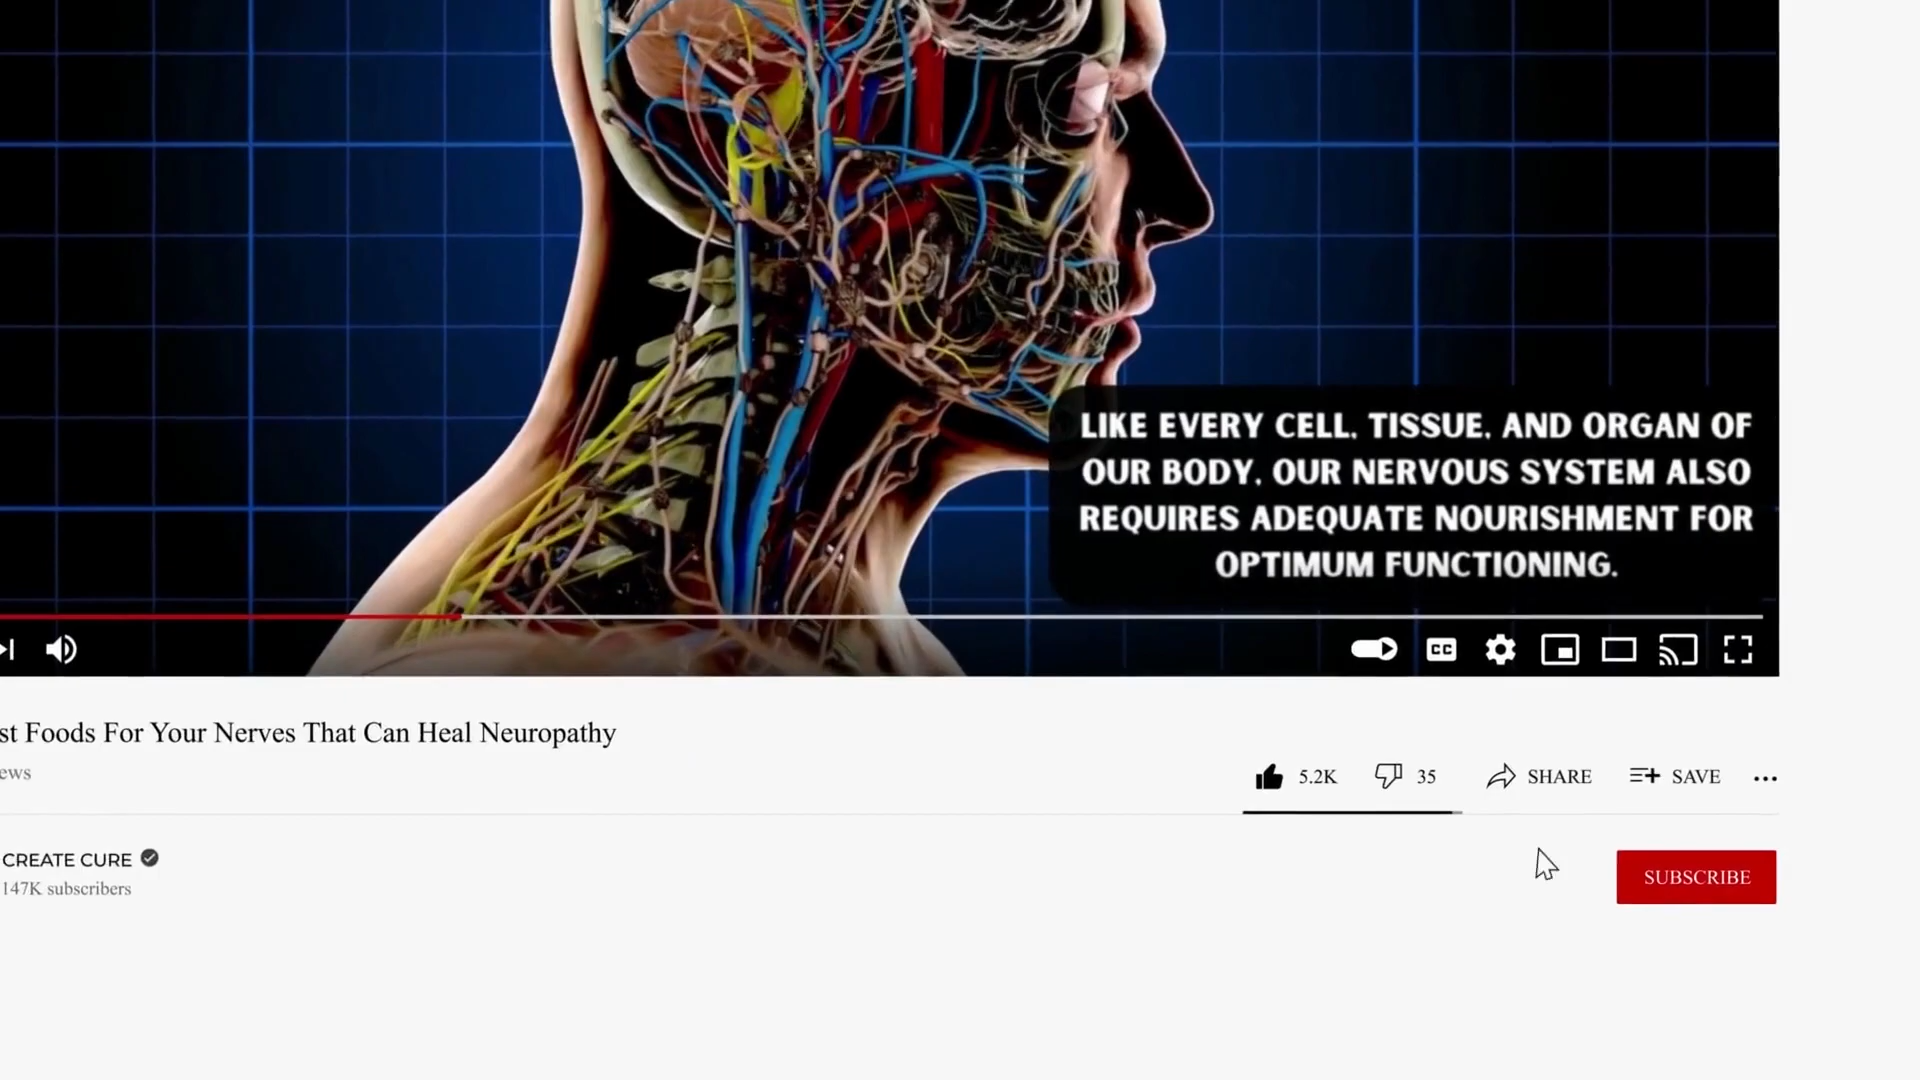 LIKE EVERY CELL, TISSUE, AND ORGAN OF
OUR BODY, OUR NERVOUS SYSTEM ALSO
REQUIRES ADEQUATE NOURISHMENT FOR
OPTIMUM FUNCTIONING.
CC
st Foods For Your Nerves That Can Heal Neuropathy
ews
5.2K 35 SHARE SAVE
CREATE CURE
147K subscribers
SUBSCRIBE